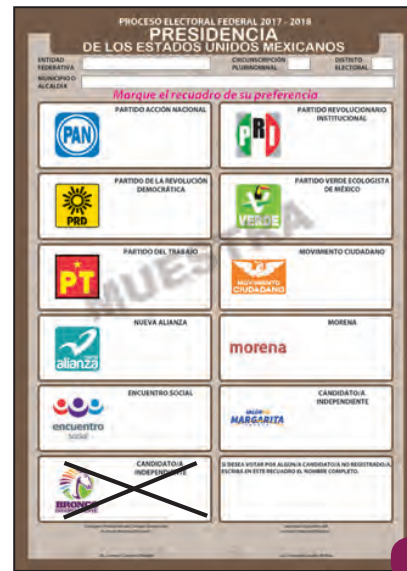 PROCESO ELECTORAL FEDERAL 2017 - 2018
PRESIDENCIA
DE LOS ESTADOS UNIDOS MEXICANOS
ENTIDAD
FEDERATIVA
CIRCUNSCRIPCIÓN
PLURINOMINAL
DISTRITO
ELECTORAL
MUNICIPIO O
ALCALDÍA
Marque el recuadro de su preferencia
PARTIDO ACCIÓN NACIONAL
PAN
PARTIDO REVOLUCIONARIO
INSTITUCIONAL
PRI
PARTIDO DE LA REVOLUCIÓN
DEMOCRÁTICA
PRD
PARTIDO VERDE ECOLOGISTA
DE MÉXICO
VERDE
PARTIDO DEL TRABAJO
PT
MOVIMIENTO CIUDADANO
MOVIMIENTO
CIUDADANO
MUESTRA
NUEVA ALIANZA
alianza
MORENA
morena
ENCUENTRO SOCIAL
encuentro
social
CANDIDATO/A
INDEPENDIENTE
MARGARITA
CANDIDATO/A
INDEPENDIENTE
BRONCO
SI DESEA VOTAR POR ALGÚN/A CANDIDATO/A NO REGISTRADO/A,
ESCRIBA EN ESTE RECUADRO EL NOMBRE COMPLETO.